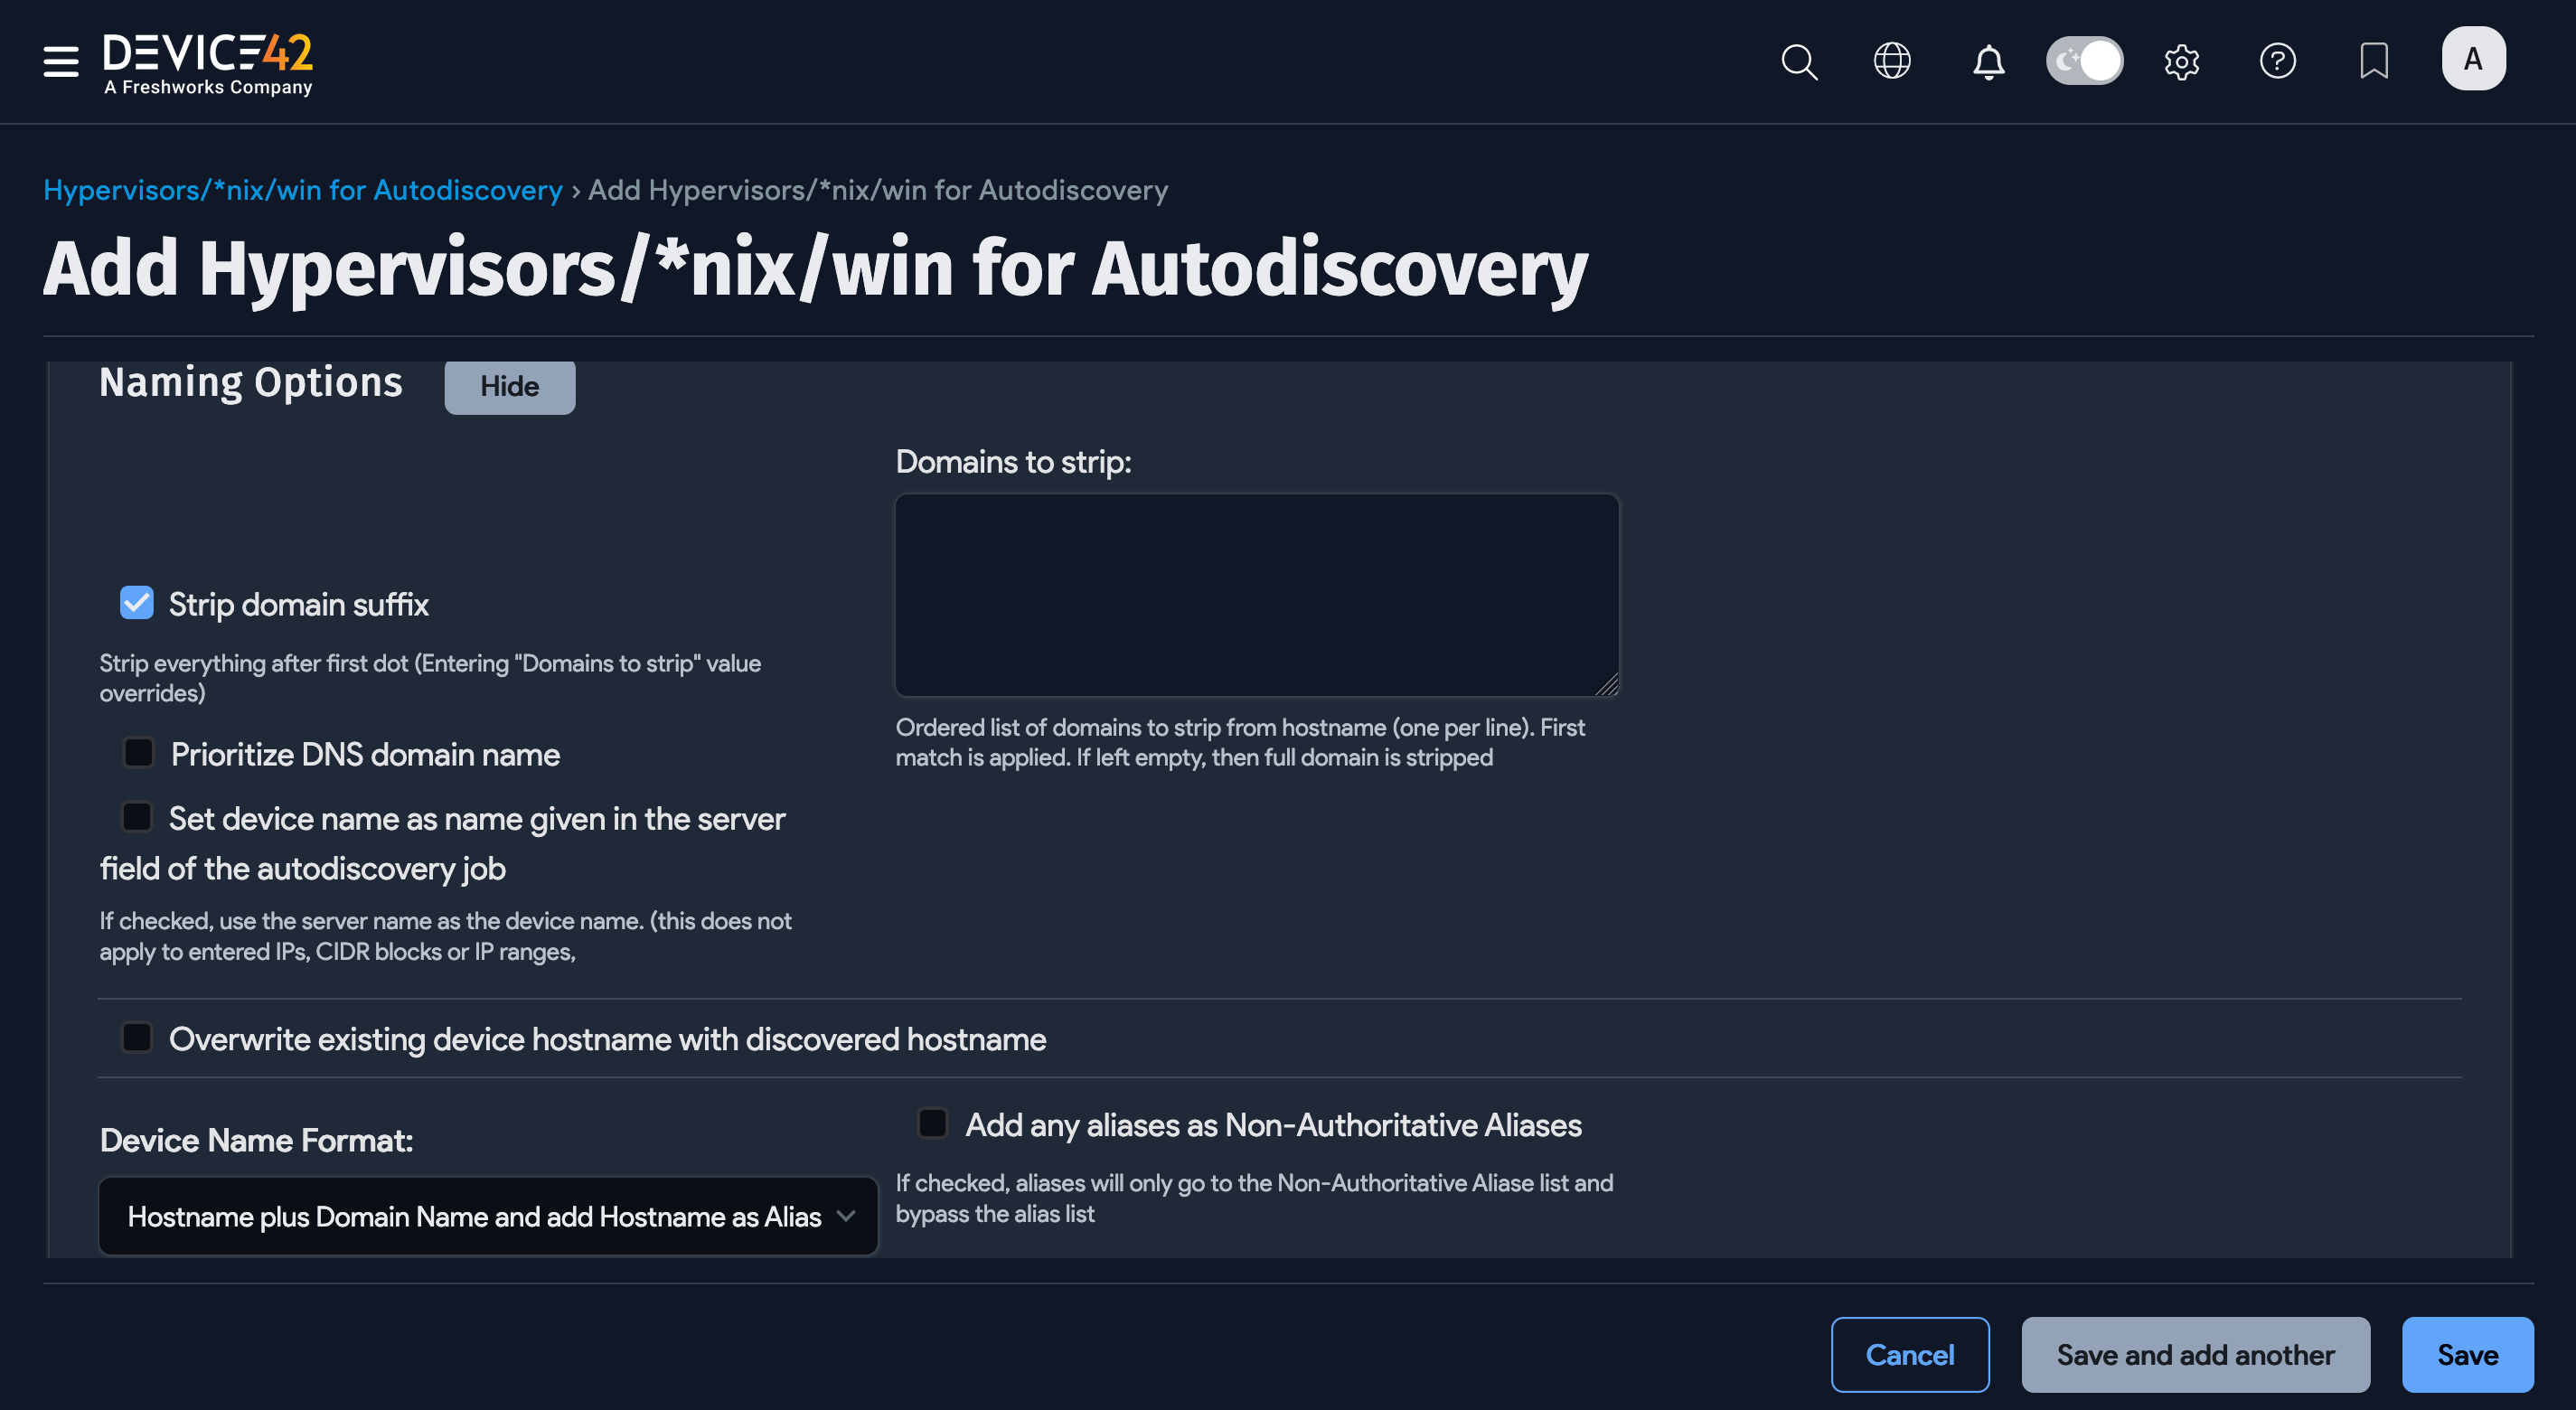 DEVICE42
A Freshworks Company
A
Hypervisors/*nix/win for Autodiscovery › Add Hypervisors/*nix/win for Autodiscovery
Add Hypervisors/*nix/win for Autodiscovery
Naming Options
Hide
Domains to strip:
Strip domain suffix
Strip everything after first dot (Entering "Domains to strip" value
overrides)
Ordered list of domains to strip from hostname (one per line). First
match is applied. If left empty, then full domain is stripped
Prioritize DNS domain name
Set device name as name given in the server
field of the autodiscovery job
If checked, use the server name as the device name. (this does not
apply to entered IPs, CIDR blocks or IP ranges,
Overwrite existing device hostname with discovered hostname
Device Name Format:
Hostname plus Domain Name and add Hostname as Alias
Add any aliases as Non-Authoritative Aliases
If checked, aliases will only go to the Non-Authoritative Aliase list and
bypass the alias list
Cancel
Save and add another
Save